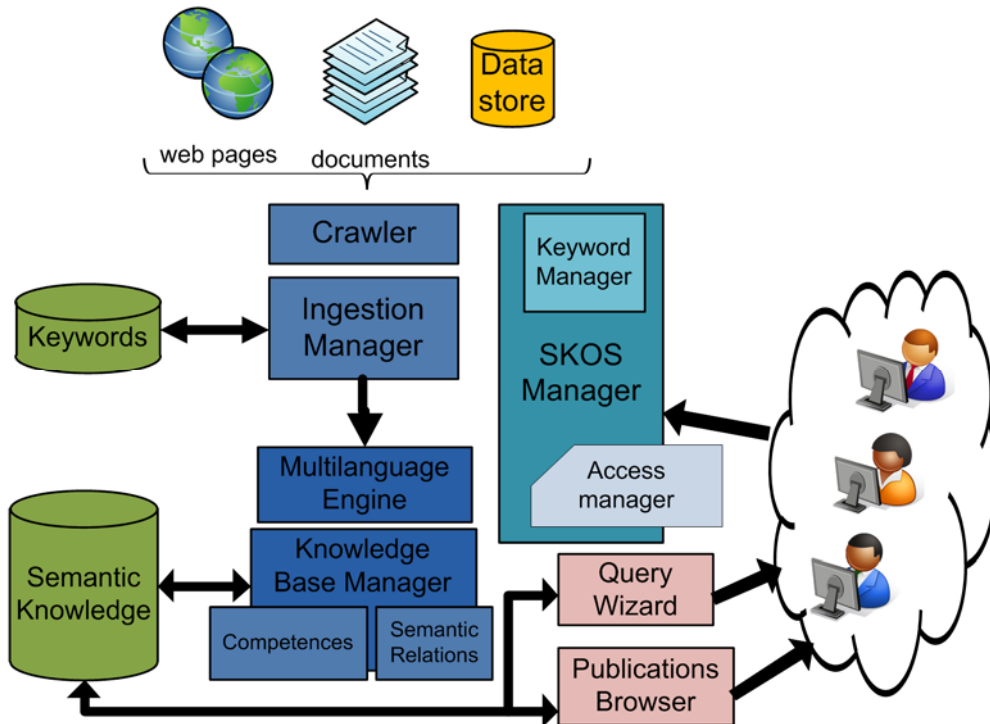 Data
store
web pages
documents
Crawler
Keyword
Manager
Ingestion
Manager
Keywords
SKOS
Manager
Multilanguage
Engine
Access
manager
Knowledge
Base Manager
Semantic
Knowledge
Query
Wizard
Competences
Semantic
Relations
Publications
Browser